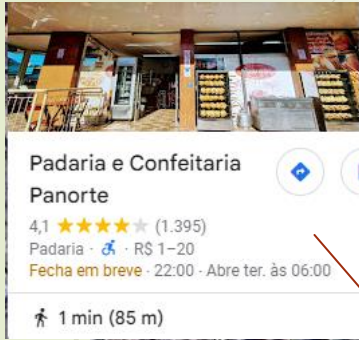 Padaria e Confeitaria
Panorte
4,1 ★★★★★ (1.395)
Padaria · R$ 1–20
Fecha em breve · 22:00 · Abre ter. às 06:00
1 min (85 m)